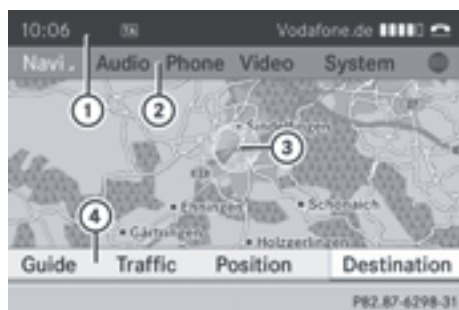 10:06 Vodafone.de
Navi Audio Phone Video System
1
2
Sindelfingen
3
4
Ehningen
Schönaich
Gärtringen
Holzgerlingen
Guide Traffic Position Destination
P82.87-6298-31